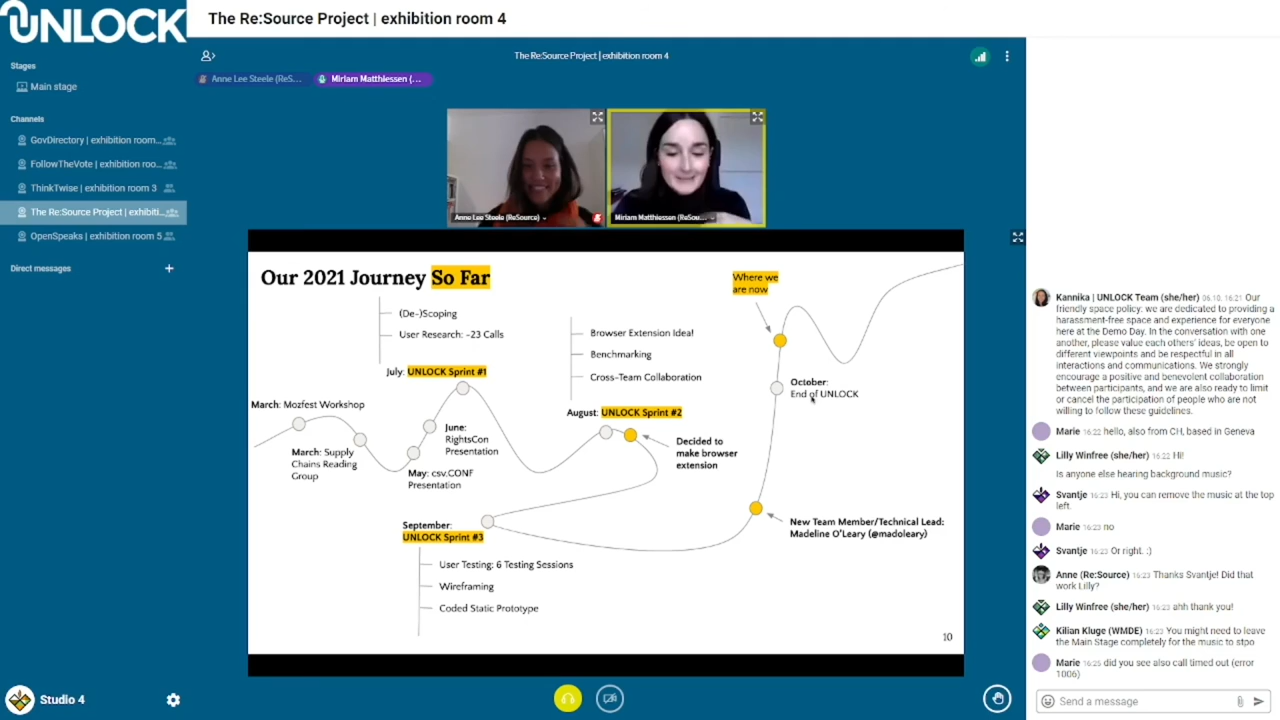 UNLOCK
Stages
Main stage
Channels
GovDirectory | exhibition room...
FollowTheVote | exhibition roo...
ThinkTwise | exhibition room 3
The Re:Source Project | exhibiti...
OpenSpeaks | exhibition room 5
Direct messages
Studio 4
The Re:Source Project | exhibition room 4
The Re:Source Project | exhibition room 4
Anne Lee Steele (ReS...
Miriam Matthiessen (...
Anne Lee Steele (ReSource)
Miriam Matthiessen (ReSou...
Our 2021 Journey So Far
(De-)Scoping
User Research: ~23 Calls
July: UNLOCK Sprint #1
March: Mozfest Workshop
March: Supply
Chains Reading
Group
June:
RightsCon
Presentation
May: csv.CONF
Presentation
Browser Extension Idea!
Benchmarking
Cross-Team Collaboration
August: UNLOCK Sprint #2
Decided to
make browser
extension
September:
UNLOCK Sprint #3
User Testing: 6 Testing Sessions
Wireframing
Coded Static Prototype
Where we
are now
October:
End of UNLOCK
New Team Member/Technical Lead:
Madeline O'Leary (@madoleary)
10
Kannika | UNLOCK Team (she/her) 06.10, 16:21 Our
friendly space policy: we are dedicated to providing a
harassment-free space and experience for everyone
here at the Demo Day. In the conversation with one
another, please value each others' ideas, be open to
different viewpoints and be respectful in all
interactions and communications. We strongly
encourage a positive and benevolent collaboration
between participants, and we are also ready to limit
or cancel the participation of people who are not
willing to follow these guidelines.
Marie 16:22 hello, also from CH, based in Geneva
Lilly Winfree (she/her) 16:22 Hi!
Is anyone else hearing background music?
Svantje 16:23 Hi, you can remove the music at the top
left.
Marie 16:23 no
Svantje 16:23 Or right. :)
Anne (Re:Source) 16:23 Thanks Svantje! Did that
work Lilly?
Lilly Winfree (she/her) 16:23 ahh thank you!
Kilian Kluge (WMDE) 16:23 You might need to leave
the Main Stage completely for the music to stpo
Marie 16:25 did you see also call timed out (error
1006)
Send a message